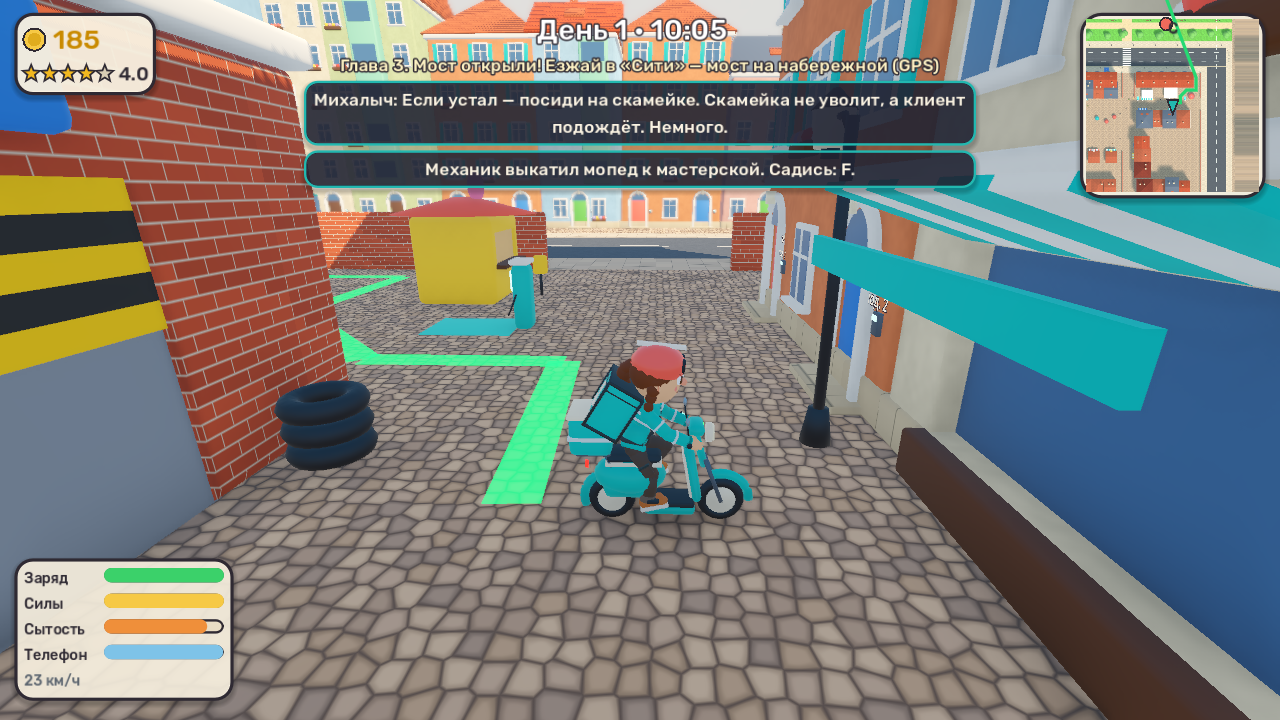 185
4.0
День 1 • 10:05
Глава 3. Мост открыли! Езжай в «Сити» — мост на набережной (GPS)
Михалыч: Если устал — посиди на скамейке. Скамейка не уволит, а клиент
подождёт. Немного.
Механик выкатил мопед к мастерской. Садись: F.
Заряд
Силы
Сытость
Телефон
23 км/ч